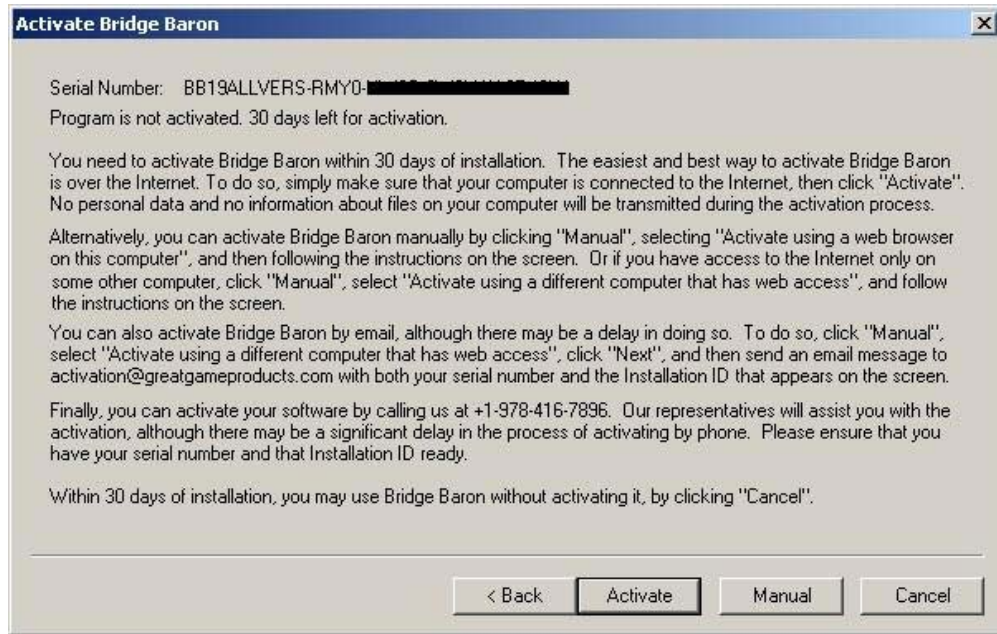 Activate Bridge Baron
Serial Number: BB19ALLVERS-RMY0-
Program is not activated. 30 days left for activation.
You need to activate Bridge Baron within 30 days of installation. The easiest and best way to activate Bridge Baron
is over the Internet. To do so, simply make sure that your computer is connected to the Internet, then click "Activate".
No personal data and no information about files on your computer will be transmitted during the activation process.
Alternatively, you can activate Bridge Baron manually by clicking "Manual", selecting "Activate using a web browser
on this computer", and then following the instructions on the screen. Or if you have access to the Internet only on
some other computer, click "Manual", select "Activate using a different computer that has web access", and follow
the instructions on the screen.
You can also activate Bridge Baron by email, although there may be a delay in doing so. To do so, click "Manual",
select "Activate using a different computer that has web access", click "Next", and then send an email message to
activation@greatgameproducts.com with both your serial number and the Installation ID that appears on the screen.
Finally, you can activate your software by calling us at +1-978-416-7896. Our representatives will assist you with the
activation, although there may be a significant delay in the process of activating by phone. Please ensure that you
have your serial number and that Installation ID ready.
Within 30 days of installation, you may use Bridge Baron without activating it, by clicking "Cancel".
< Back
Activate
Manual
Cancel